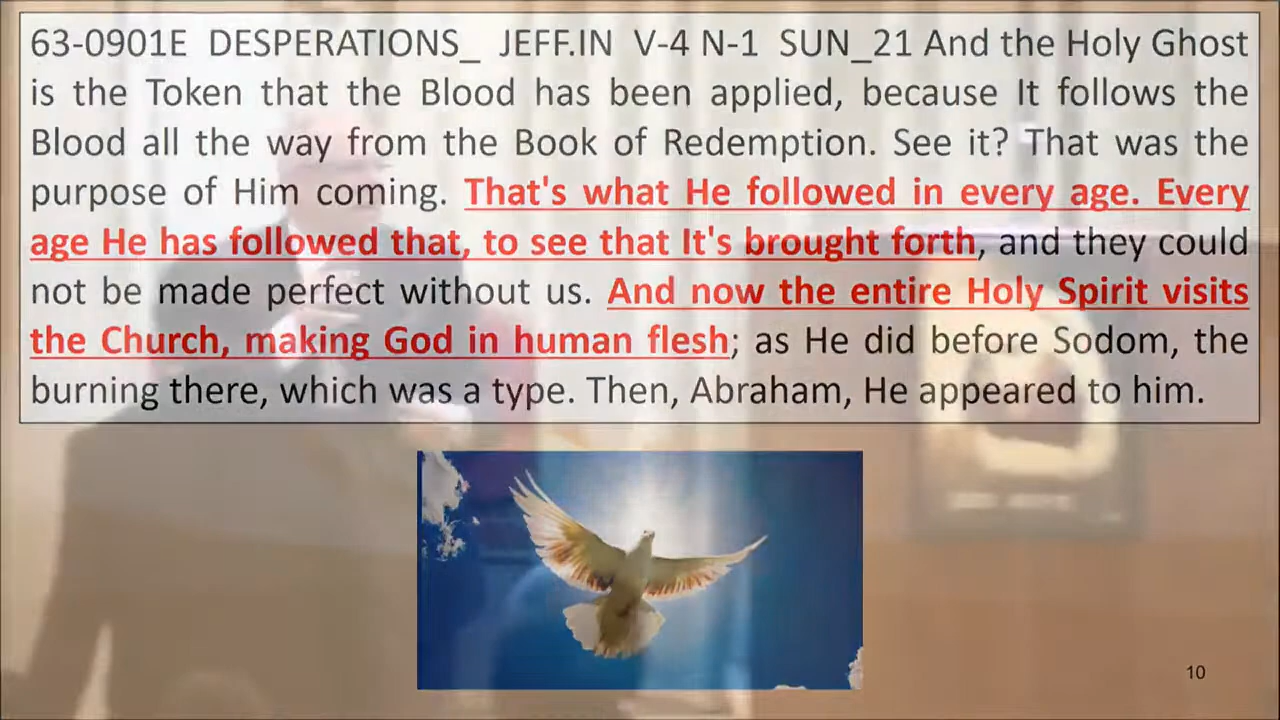 63-0901E DESPERATIONS_ JEFF.IN V-4 N-1 SUN_21 And the Holy Ghost
is the Token that the Blood has been applied, because It follows the
Blood all the way from the Book of Redemption. See it? That was the
purpose of Him coming. That's what He followed in every age. Every
age He has followed that, to see that It's brought forth, and they could
not be made perfect without us. And now the entire Holy Spirit visits
the Church, making God in human flesh; as He did before Sodom, the
burning there, which was a type. Then, Abraham, He appeared to him.
10